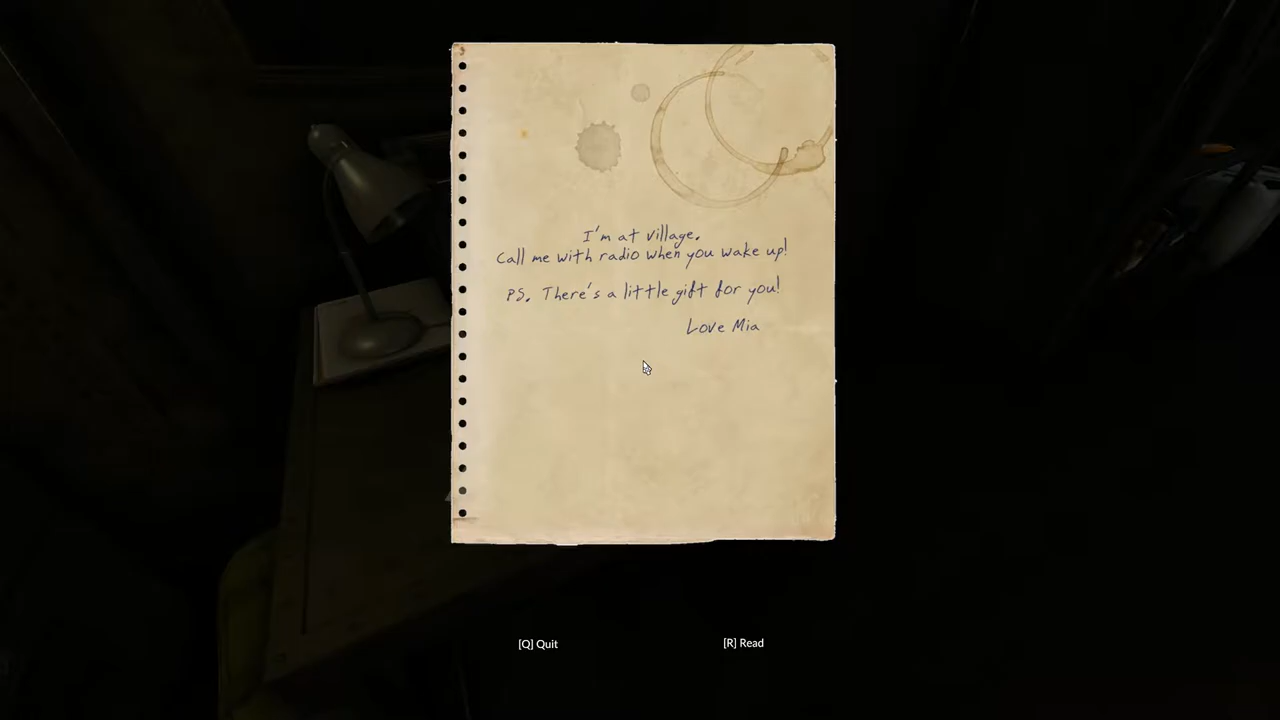 I'm at village.
Call me with radio when you wake up!
PS. There's a little gift for you!
Love Mia
[Q] Quit
[R] Read